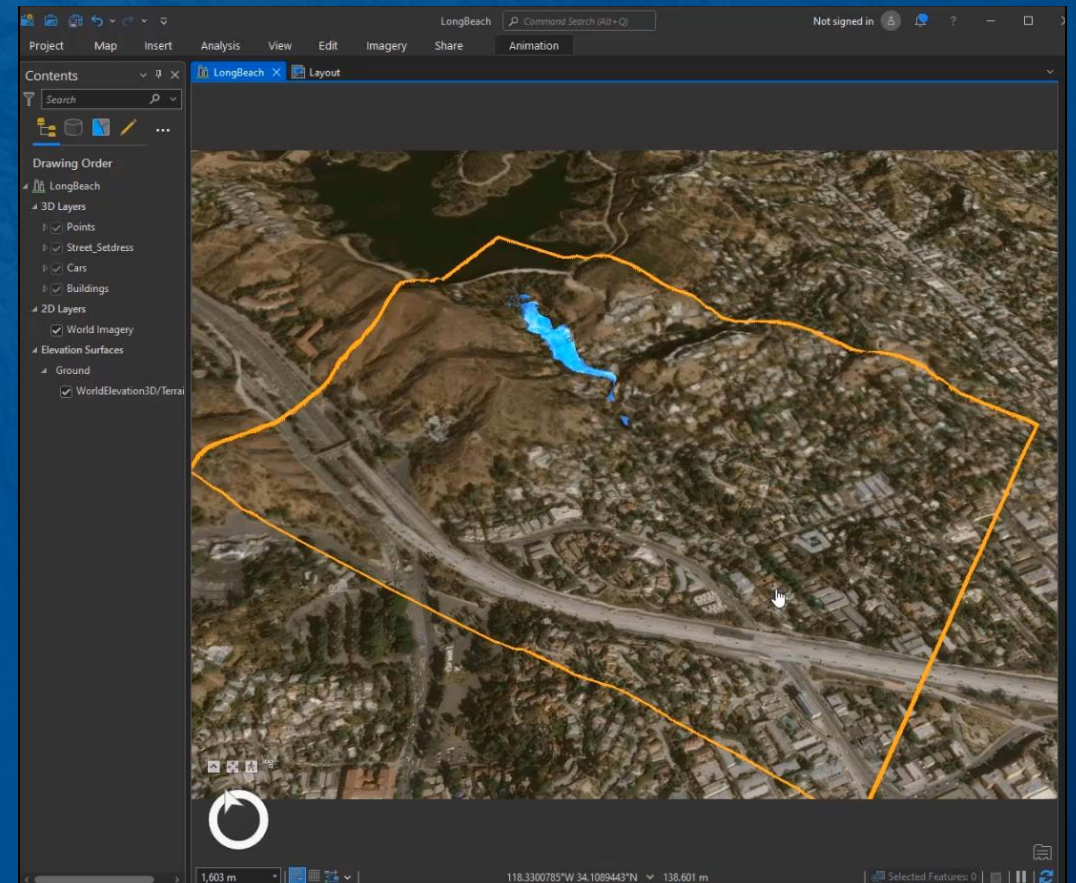 LongBeach
Command Search (Alt+Q)
Not signed in
?
Project Map Insert Analysis View Edit Imagery Share Animation
Contents
LongBeach
Layout
Search
Drawing Order
LongBeach
3D Layers
Points
Street_Setdress
Cars
Buildings
2D Layers
World Imagery
Elevation Surfaces
Ground
WorldElevation3D/Terrai
1,603 m
118.3300785°W 34.1089443°N
138.601 m
Selected Features: 0